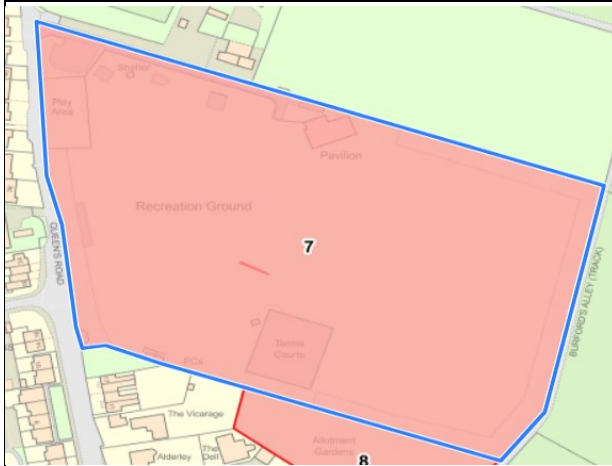 Shelter
Play
Area
Pavilion
Recreation Ground
7
QUEEN'S ROAD
BURFORD'S ALLEY (TRACK)
Tennis
Courts
PCs
The Vicarage
Allotment
Gardens
The
Dell
Alderley
8